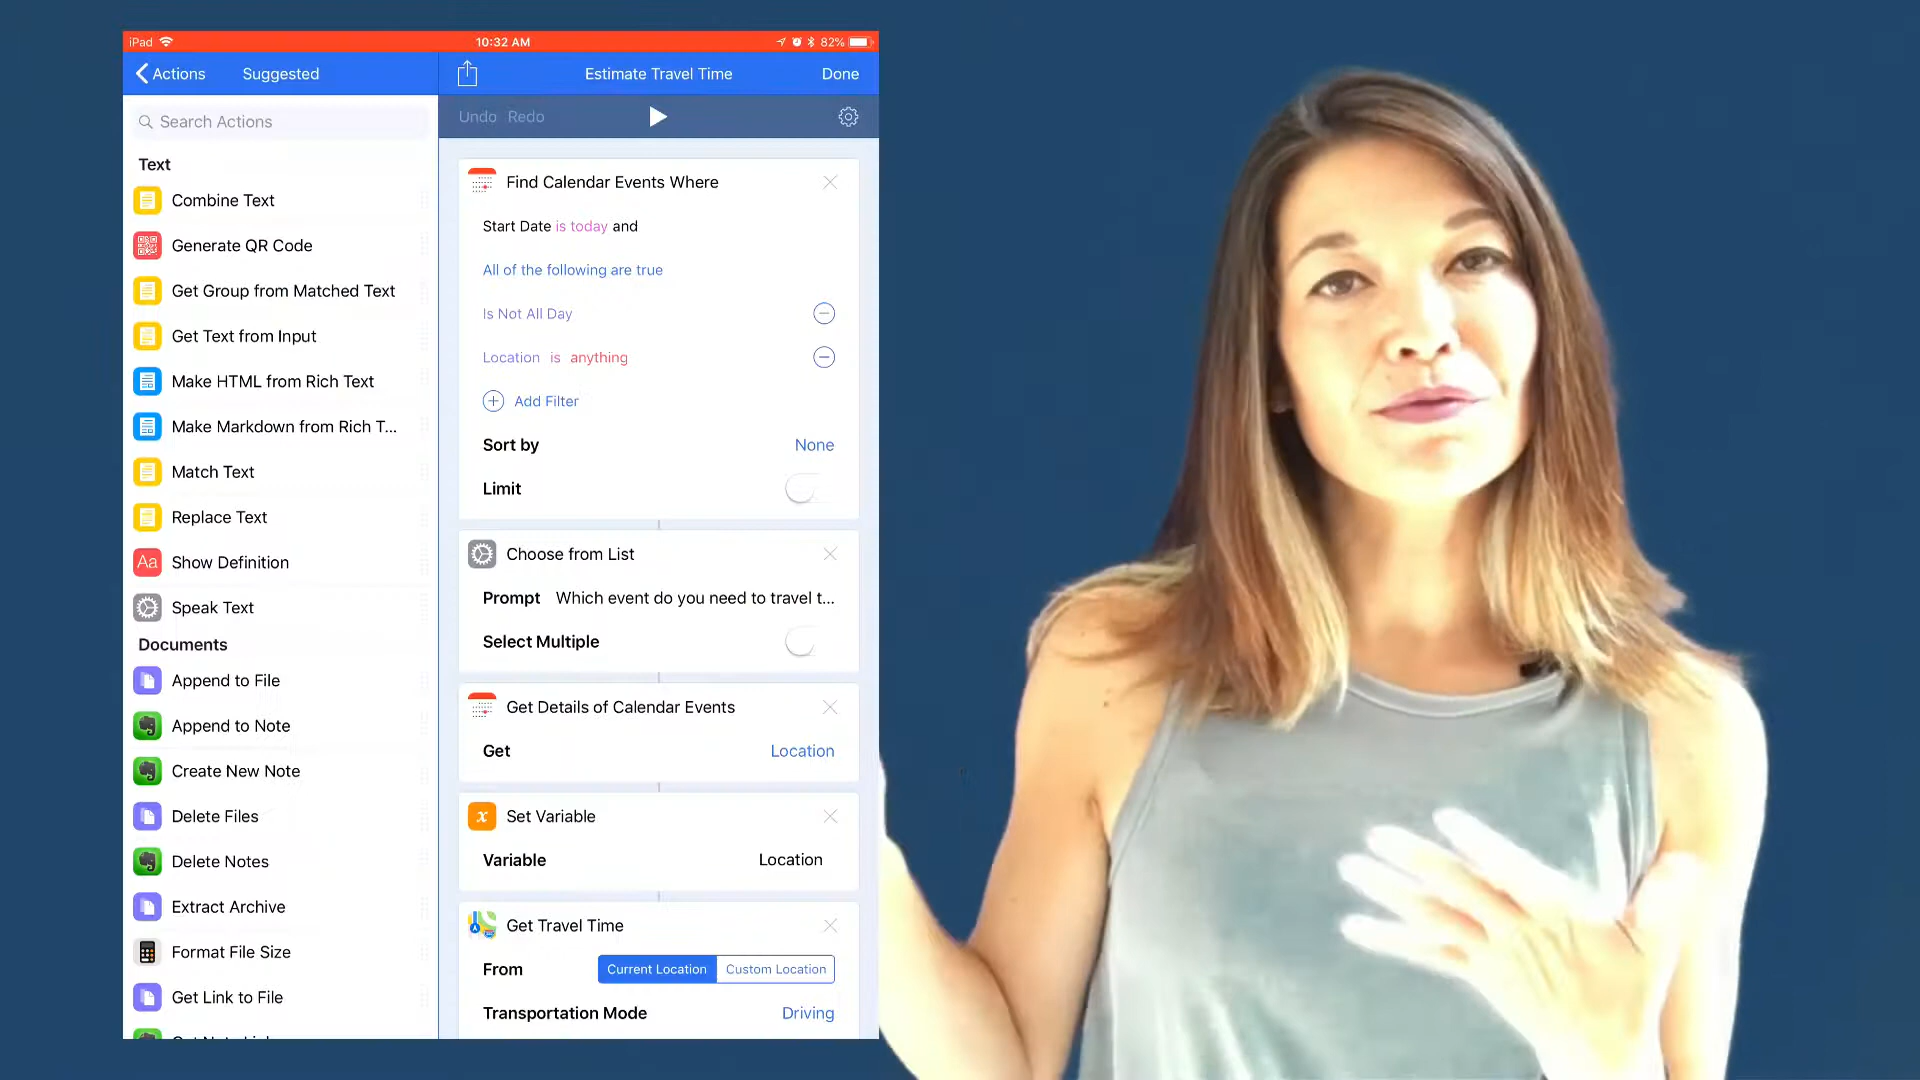 iPad
10:32 AM
82%
Actions
Suggested
Estimate Travel Time
Done
Search Actions
Undo Redo
Text
Combine Text
Generate QR Code
Get Group from Matched Text
Get Text from Input
Make HTML from Rich Text
Make Markdown from Rich T...
Match Text
Replace Text
Aa Show Definition
Speak Text
Documents
Append to File
Append to Note
Create New Note
Delete Files
Delete Notes
Extract Archive
Format File Size
Get Link to File
Find Calendar Events Where
Start Date is today and
All of the following are true
Is Not All Day
Location is anything
Add Filter
Sort by None
Limit
Choose from List
Prompt Which event do you need to travel t...
Select Multiple
Get Details of Calendar Events
Get Location
x Set Variable
Variable Location
Get Travel Time
From Current Location Custom Location
Transportation Mode Driving